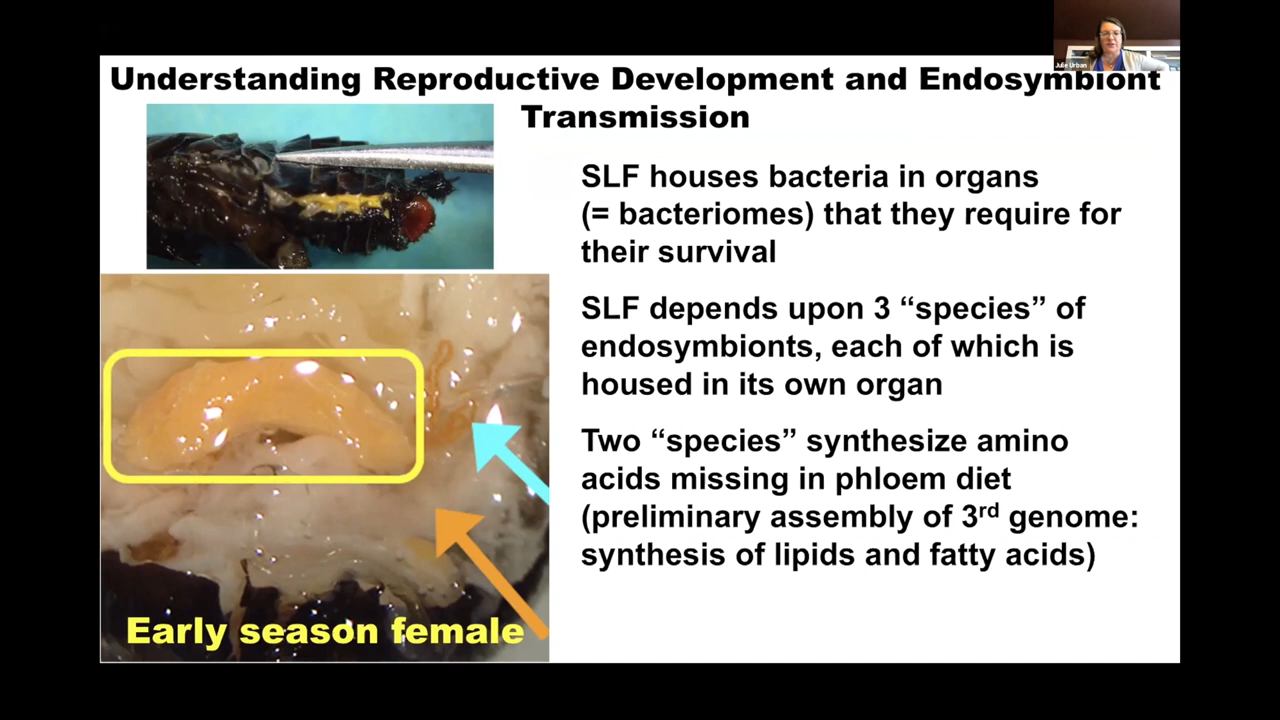 Julie Urban
Understanding Reproductive Development and Endosymbiont
Transmission
SLF houses bacteria in organs
(= bacteriomes) that they require for
their survival
SLF depends upon 3 “species” of
endosymbionts, each of which is
housed in its own organ
Two “species” synthesize amino
acids missing in phloem diet
(preliminary assembly of 3rd genome:
synthesis of lipids and fatty acids)
Early season female